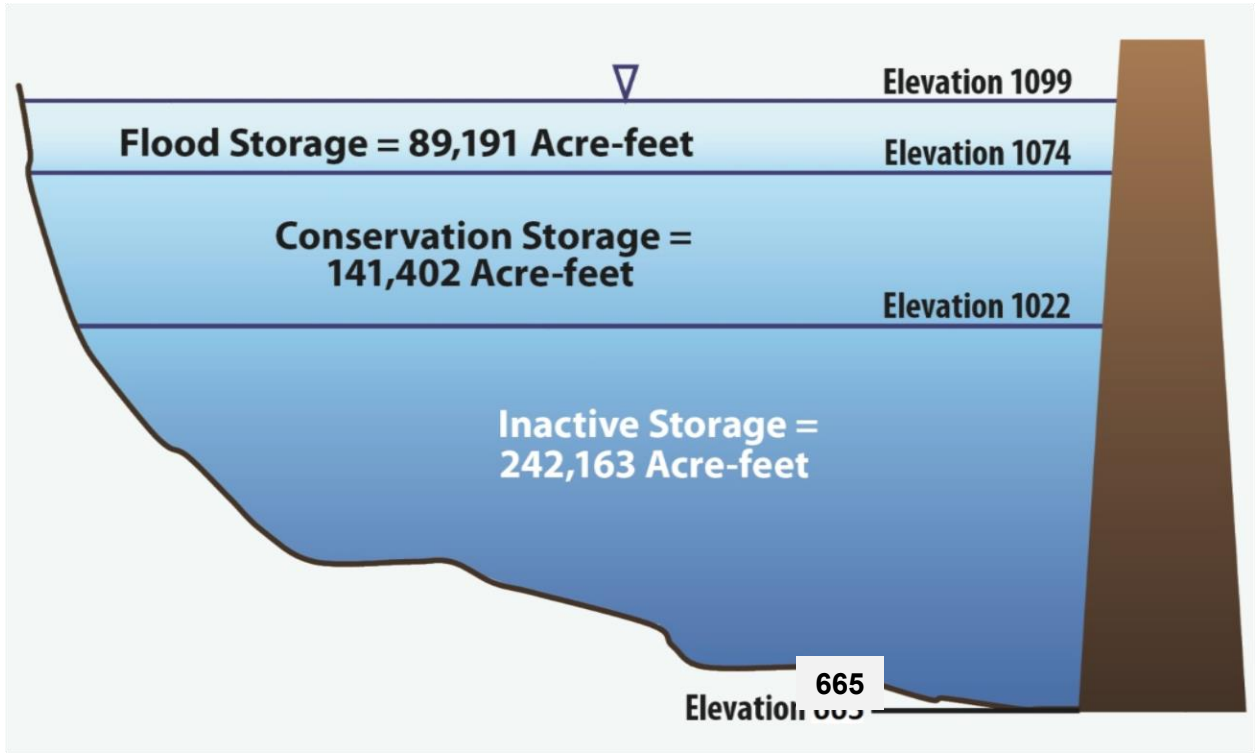 Elevation 1099
Flood Storage = 89,191 Acre-feet
Elevation 1074
Conservation Storage =
141,402 Acre-feet
Elevation 1022
Inactive Storage =
242,163 Acre-feet
665
Elevation